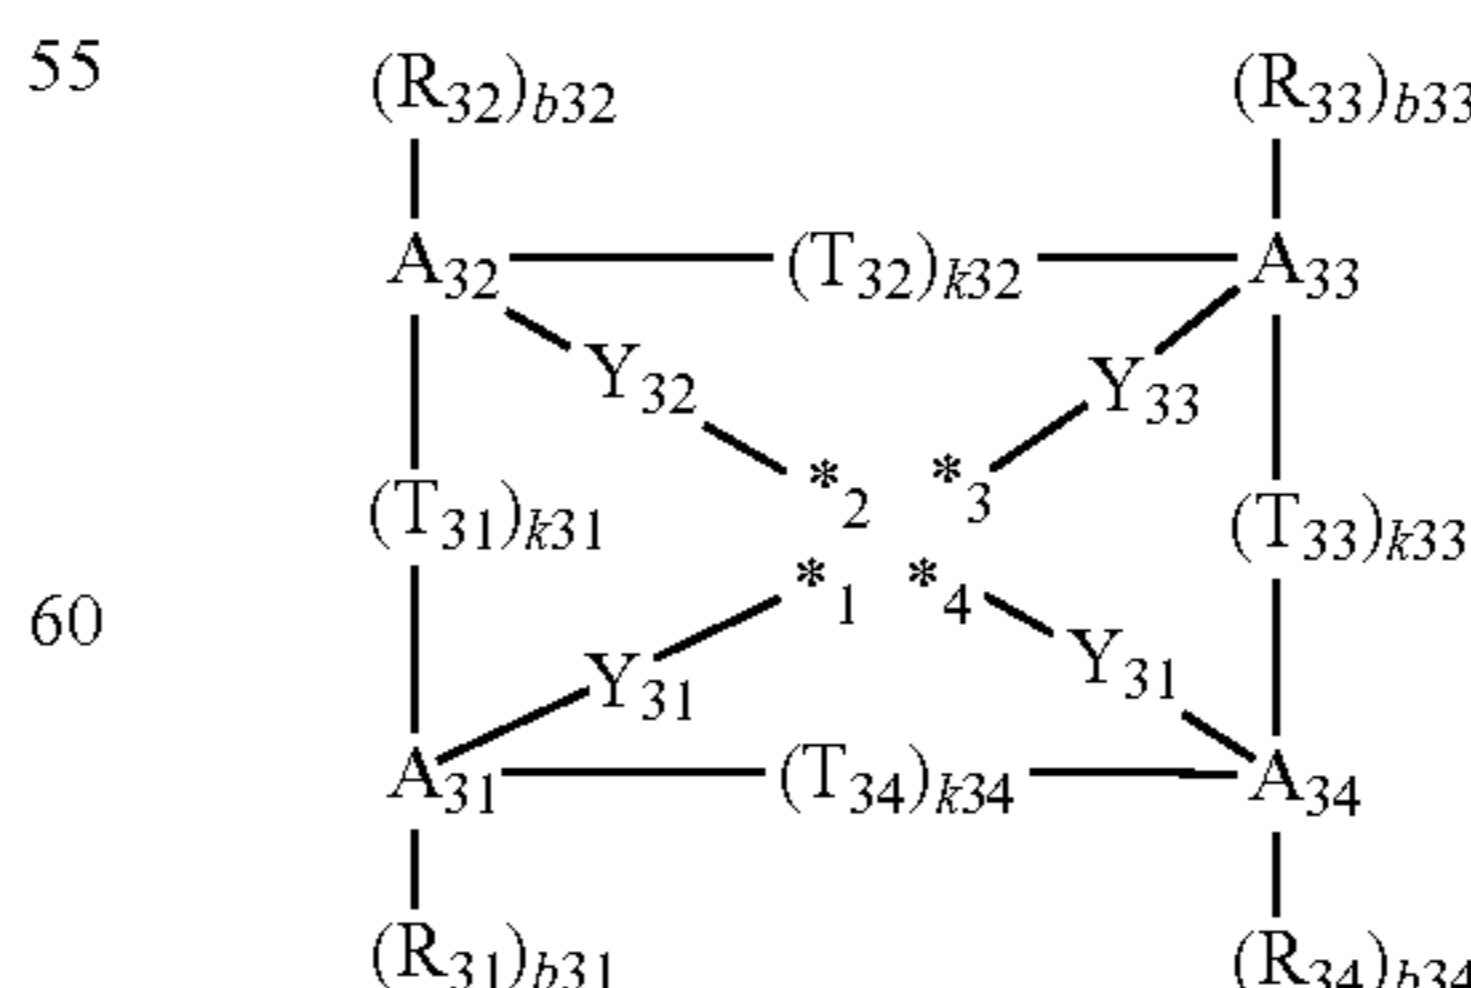 55 (R32)b32 (R33)b33
A32 (T32)k32 A33
Y32 Y33
*2 *3
(T31)k31 (T33)k33
*1 *4
60
Y31 Y31
A31 (T34)k34 A34
(R31)b31 (R34)b34